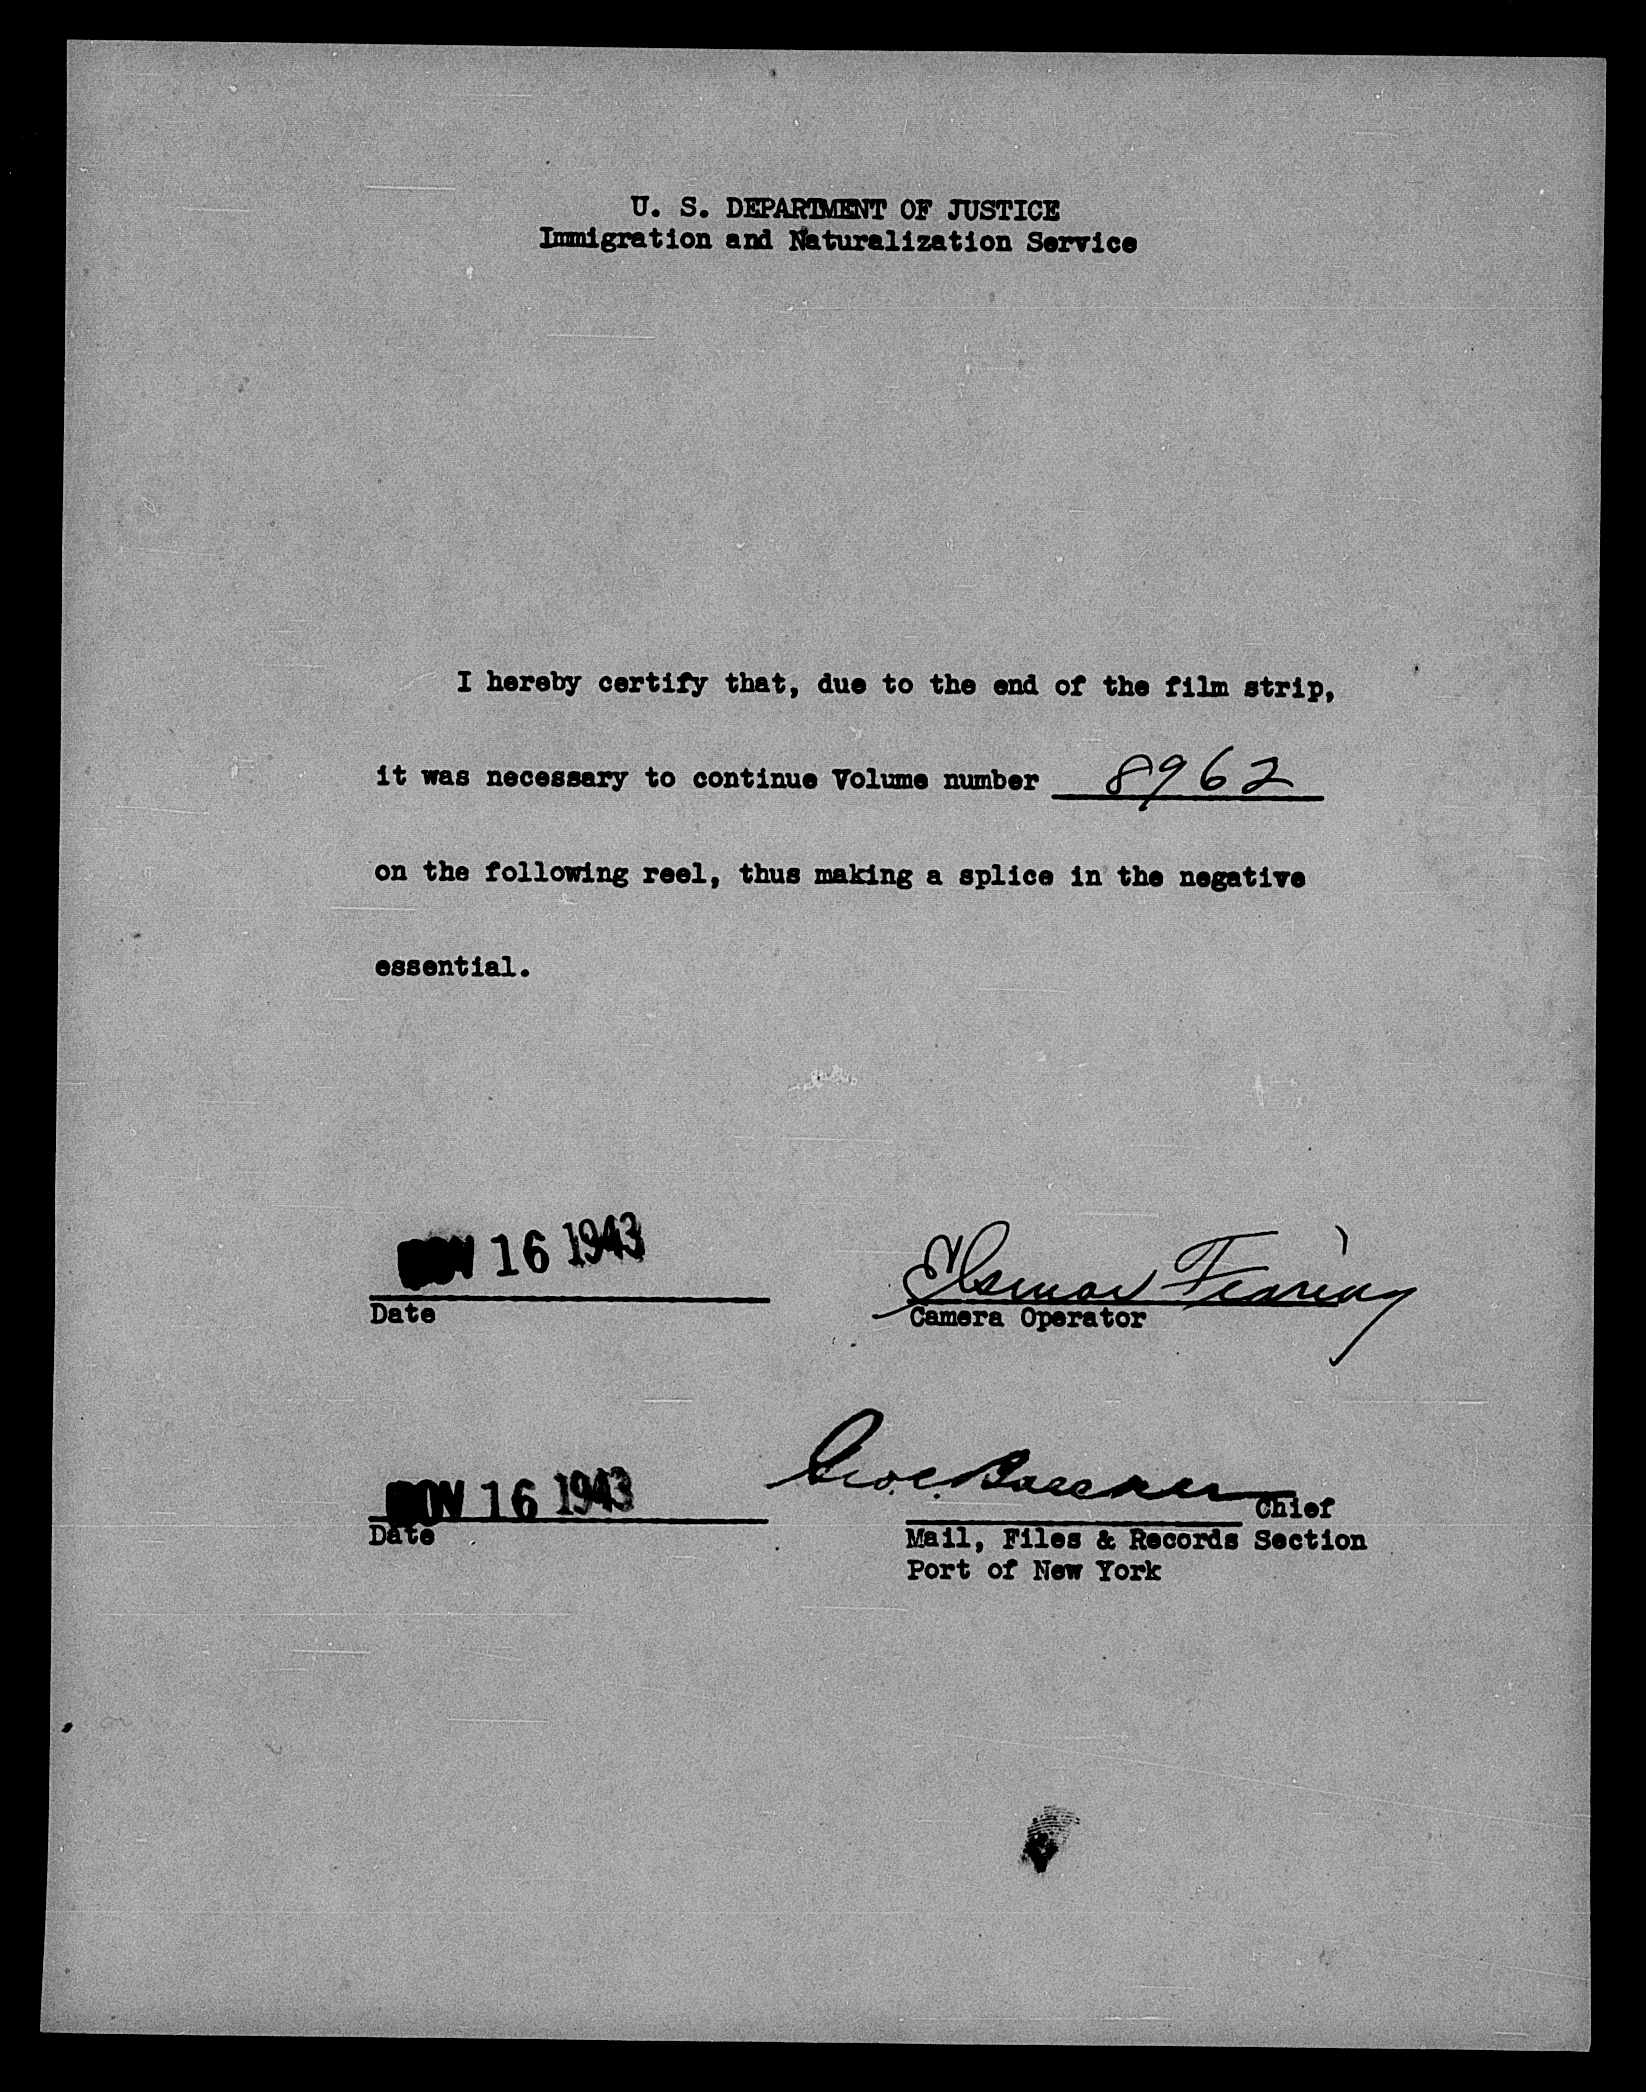 U. S. DEPARTMENT OF JUSTICE
Immigration and Naturalization Service
I hereby certify that, due to the end of the film strip,
it was necessary to continue Volume number 8962
on the following reel, thus making a splice in the negative
essential.
NOV 16 1943
Date
Camera Operator
NOV 16 1943
Date
Chief
Mail, Files & Records Section
Port of New York